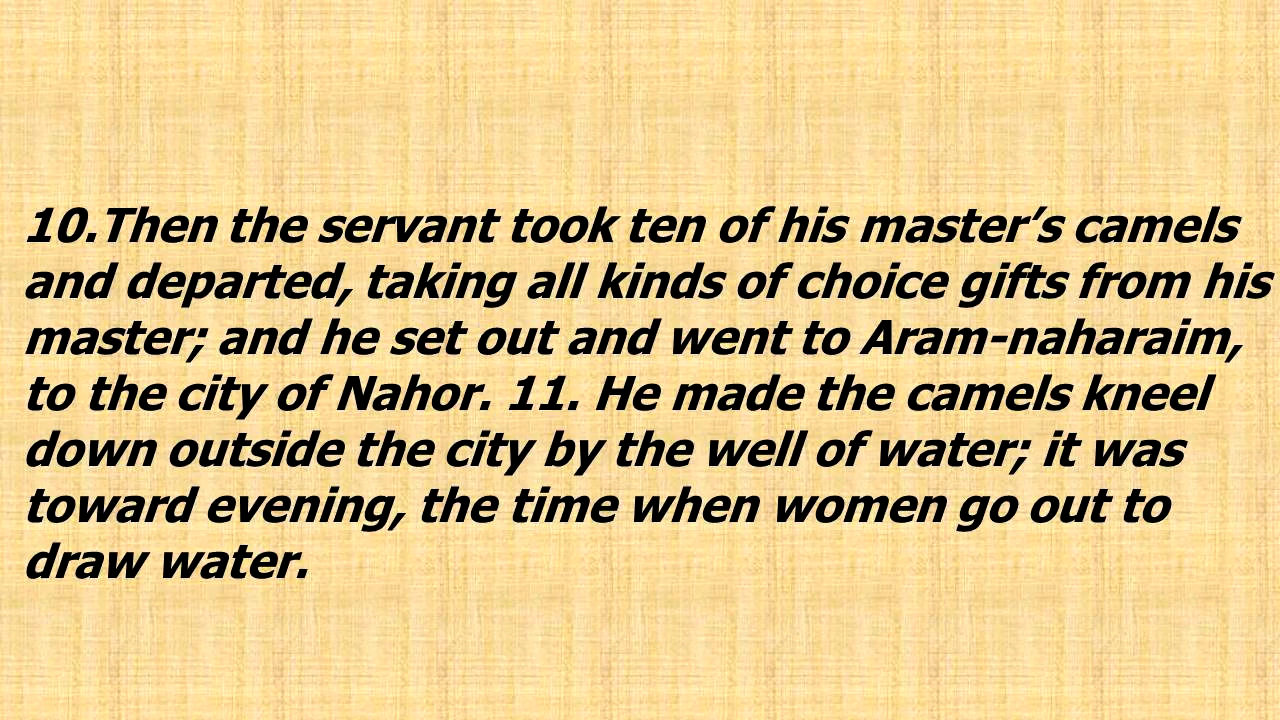 10.Then the servant took ten of his master’s camels
and departed, taking all kinds of choice gifts from his
master; and he set out and went to Aram-naharaim,
to the city of Nahor. 11. He made the camels kneel
down outside the city by the well of water; it was
toward evening, the time when women go out to
draw water.